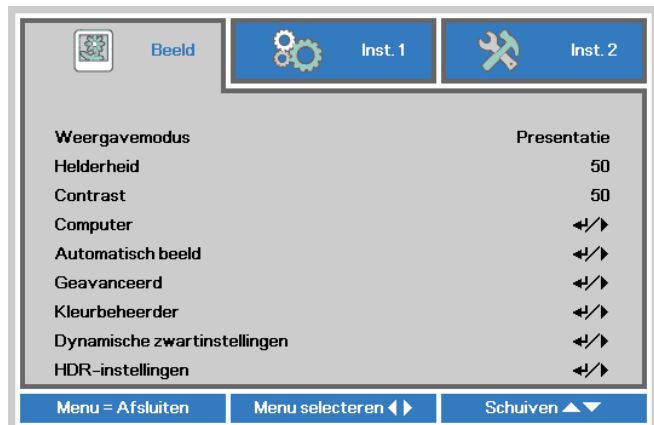 Beeld Inst. 1 Inst. 2
Weergavemodus Presentatie
Helderheid 50
Contrast 50
Computer ↵/▶
Automatisch beeld ↵/▶
Geavanceerd ↵/▶
Kleurbeheerder ↵/▶
Dynamische zwartinstellingen ↵/▶
HDR-instellingen ↵/▶
Menu = Afsluiten Menu selecteren ◀▶ Schuiven ▲▼